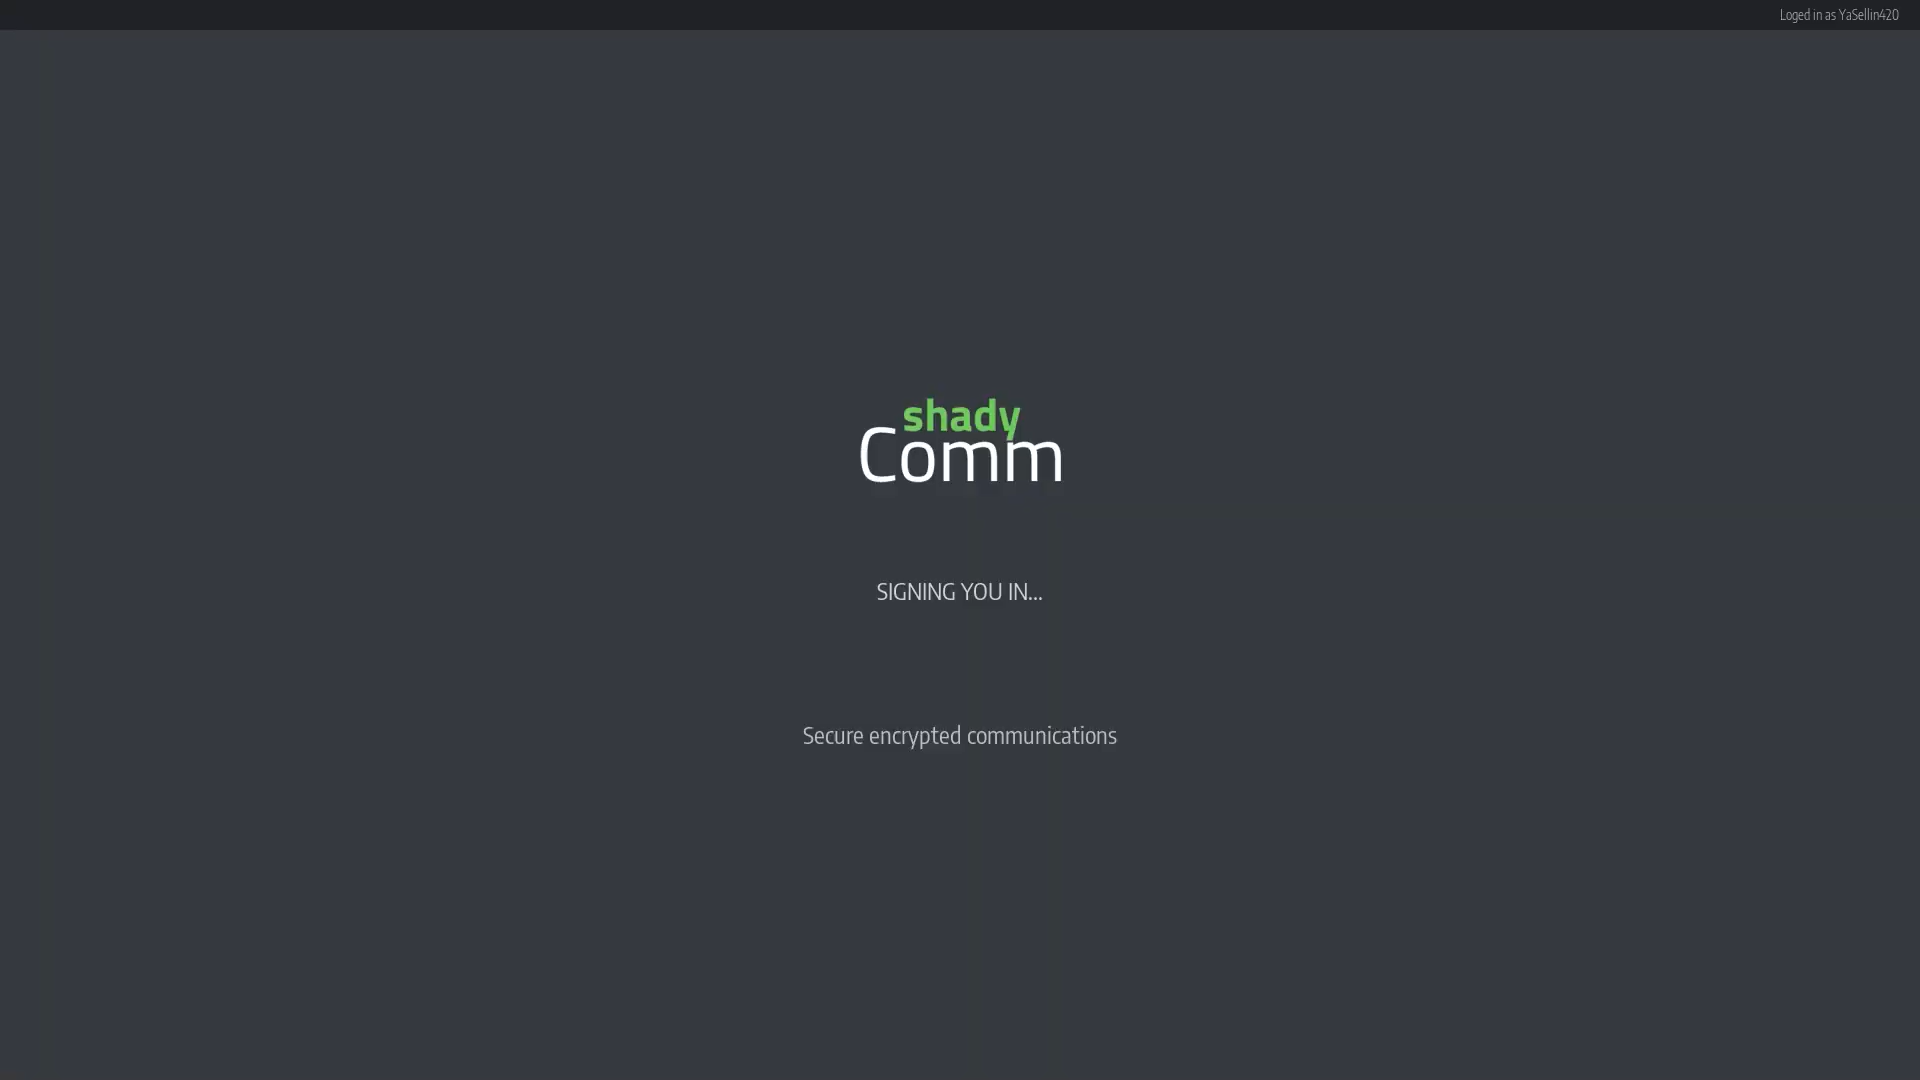 Loged in as YaSellin420
shady
Comm
SIGNING YOU IN...
Secure encrypted communications